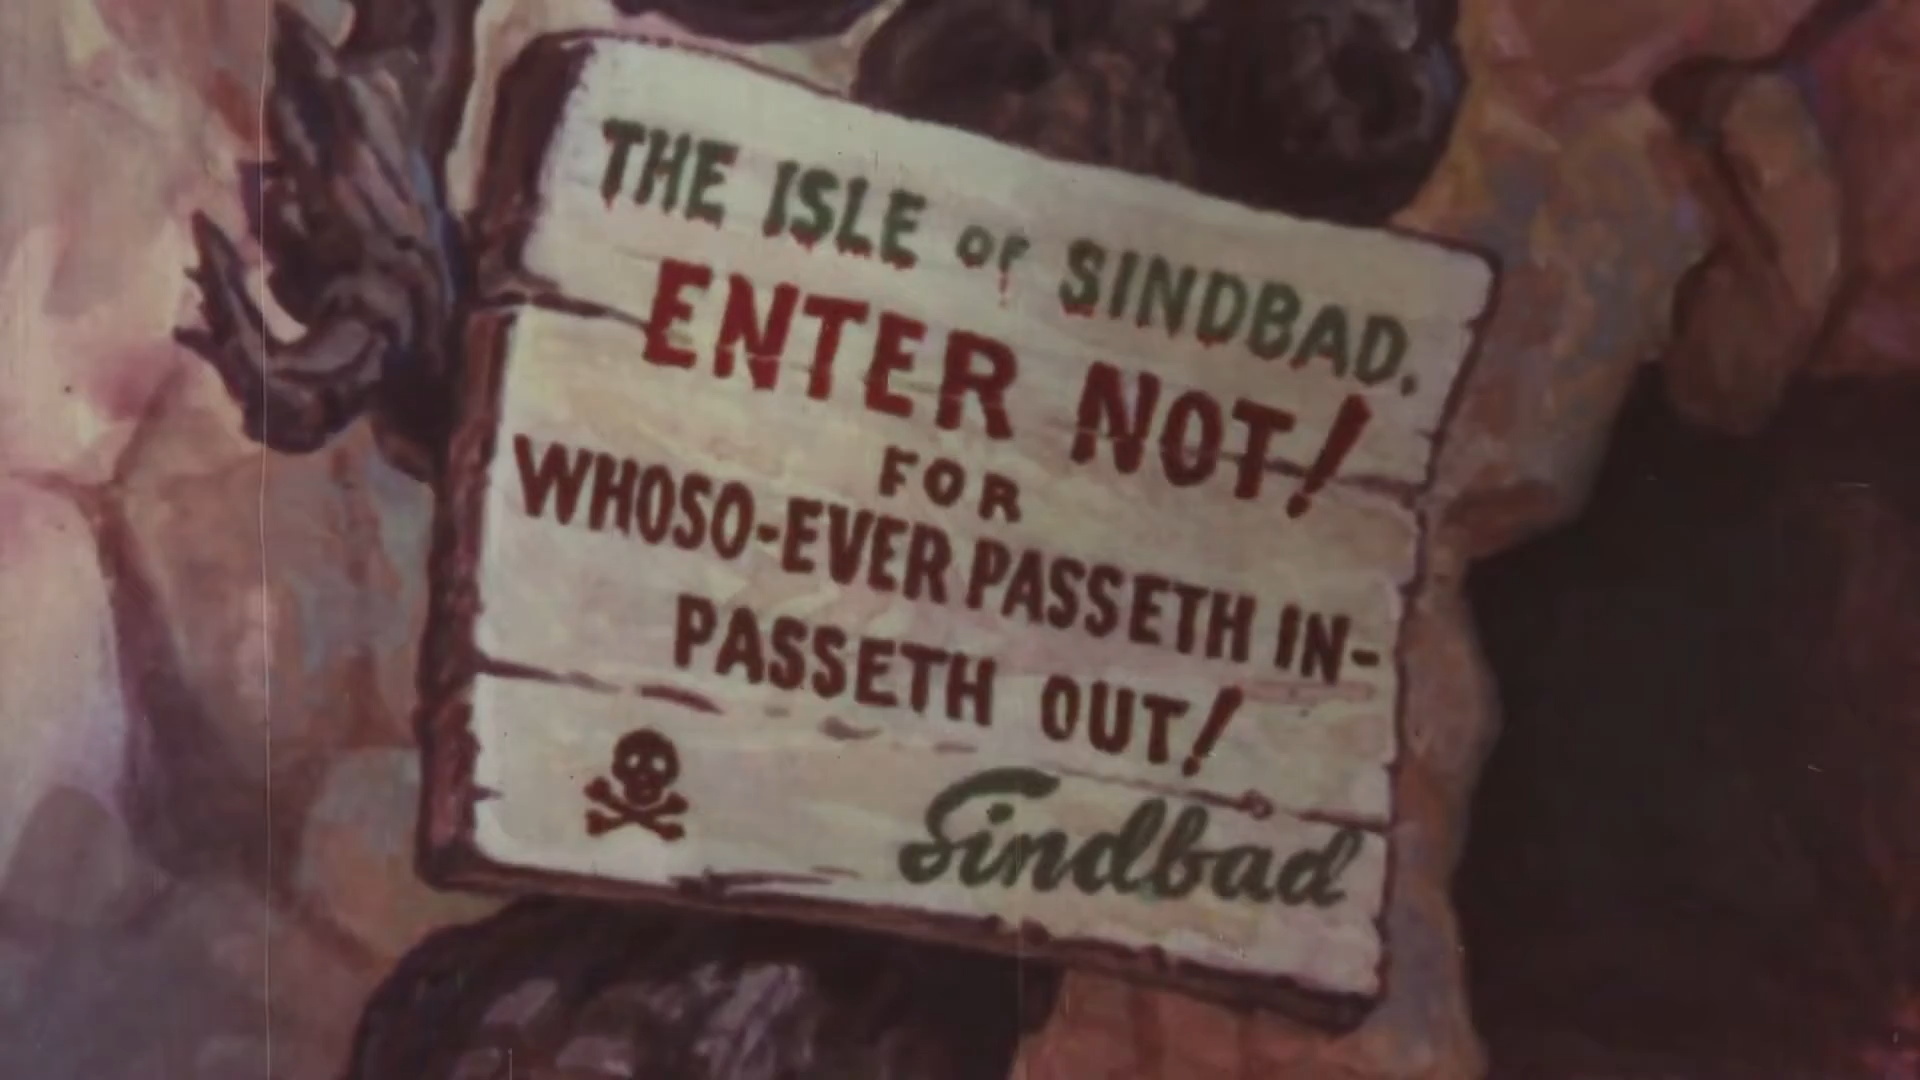 THE ISLE OF SINDBAD.
ENTER NOT!
FOR
WHOSO-EVER PASSETH IN-
PASSETH OUT!
Sindbad